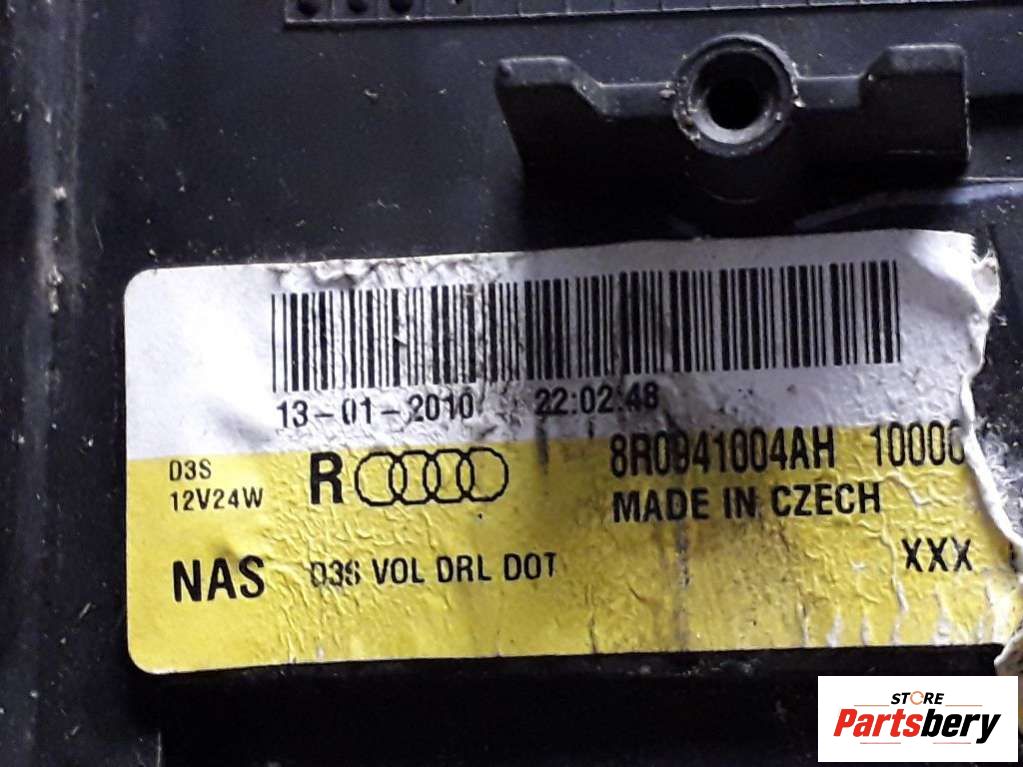 13-01-2010 22:02:48
D3S
12V24W
R
8R0941004AH 10000
MADE IN CZECH
NAS D3S VOL DRL DOT
XXX
STORE
Partsbery